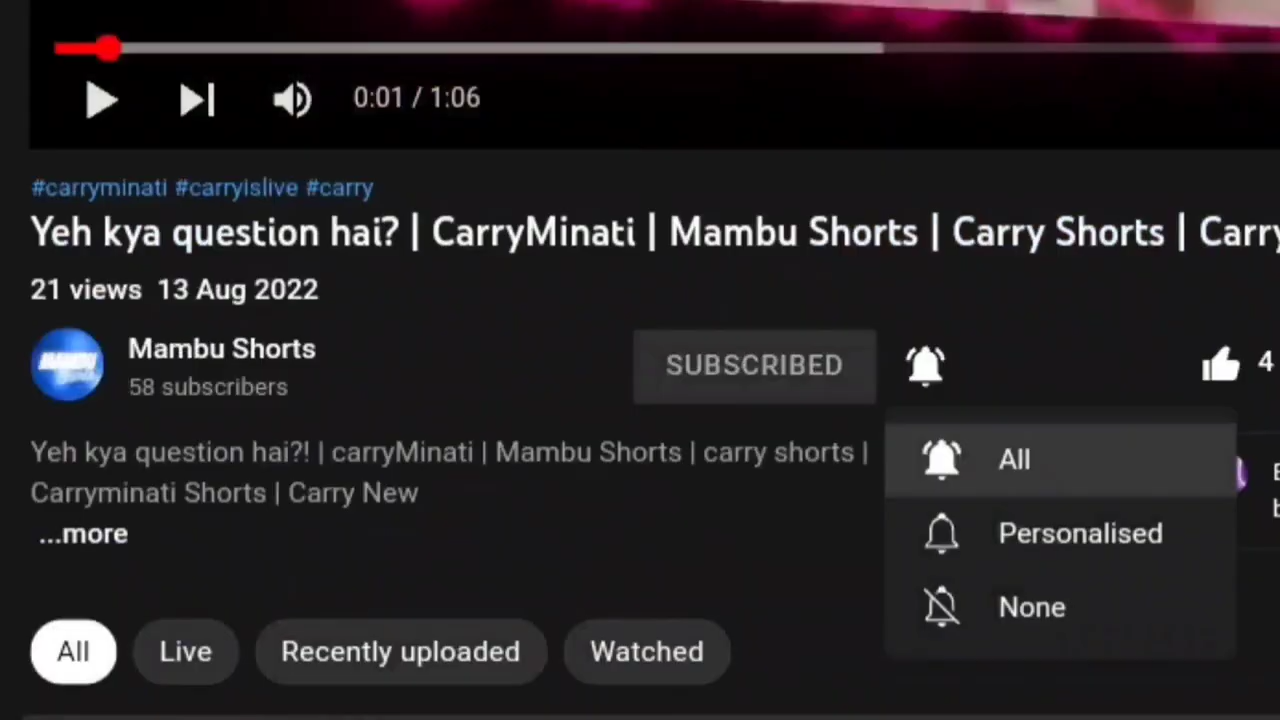 0:01 / 1:06
#carryminati #carryislive #carry
Yeh kya question hai? | CarryMinati | Mambu Shorts | Carry Shorts | Carry
21 views 13 Aug 2022
MAMBU
Mambu Shorts
58 subscribers
SUBSCRIBED
4
Yeh kya question hai?! | carryMinati | Mambu Shorts | carry shorts |
Carryminati Shorts | Carry New
...more
All
Personalised
None
All Live Recently uploaded Watched